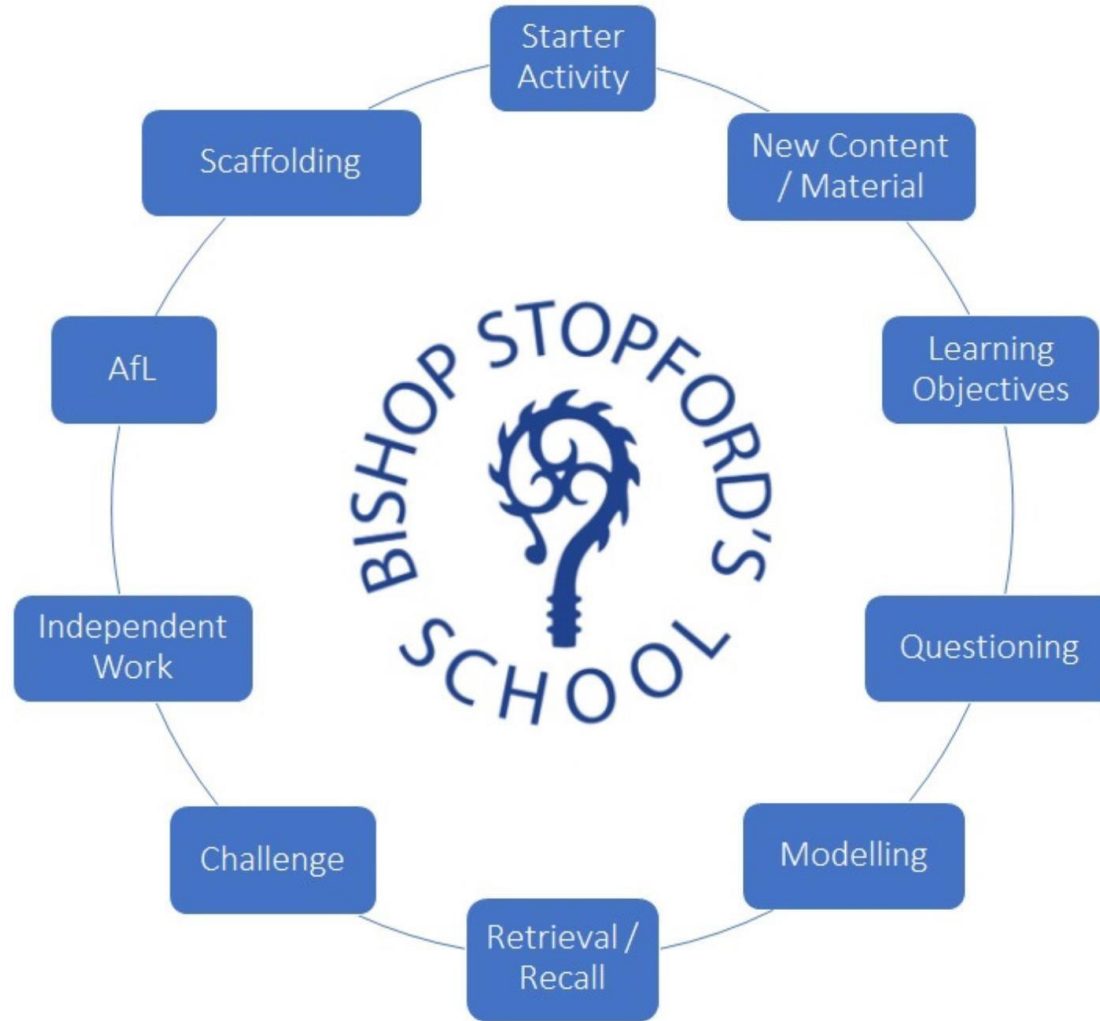 Starter
Activity
New Content
/ Material
Learning
Objectives
Questioning
Modelling
Retrieval /
Recall
Challenge
Independent
Work
AfL
Scaffolding
BISHOP STOPFORD'S
SCHOOL